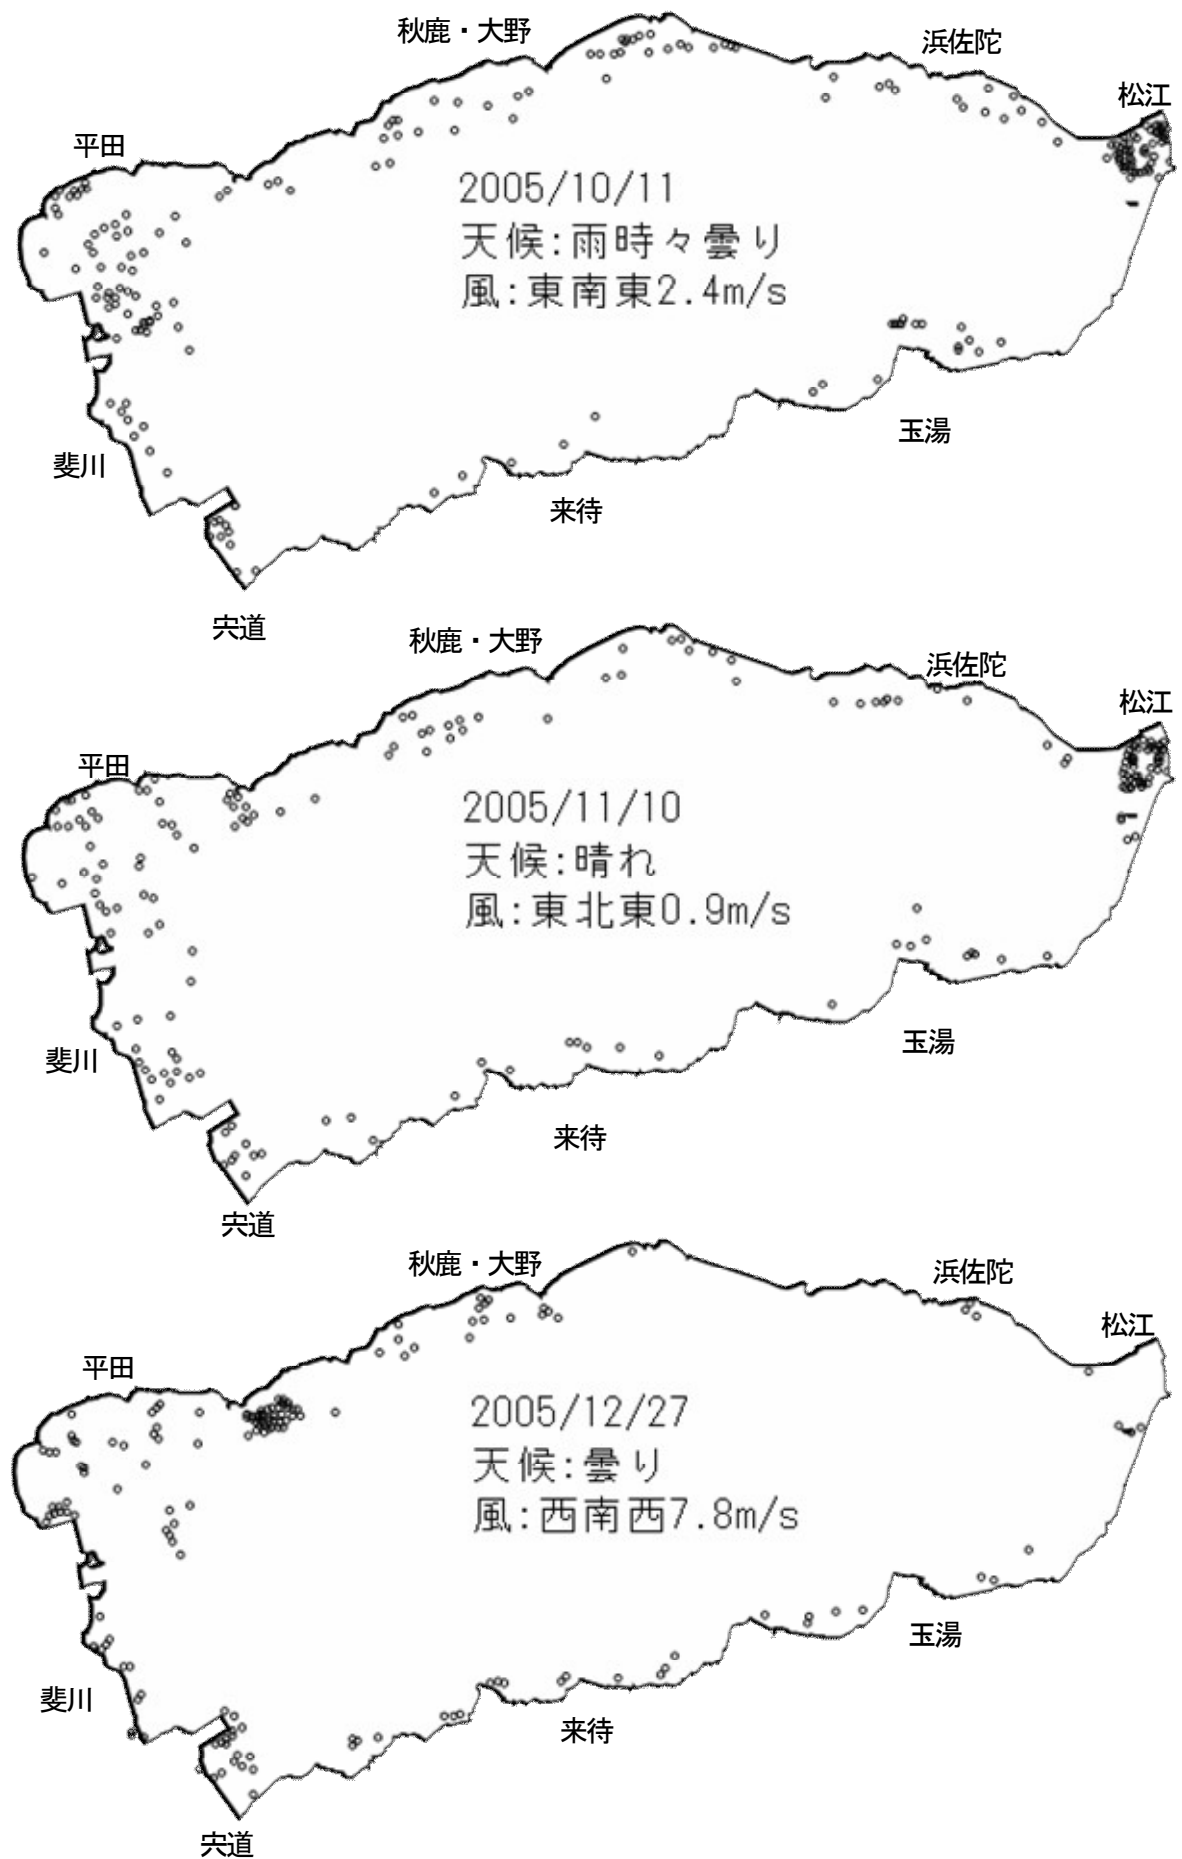 秋鹿・大野
浜佐陀
松江
平田
2005/10/11
天候:雨時々曇り
風:東南東2.4m/s
玉湯
斐川
来待
宍道
秋鹿・大野
浜佐陀
松江
平田
2005/11/10
天候:晴れ
風:東北東0.9m/s
玉湯
斐川
来待
宍道
秋鹿・大野
浜佐陀
松江
平田
2005/12/27
天候:曇り
風:西南西7.8m/s
玉湯
斐川
来待
宍道